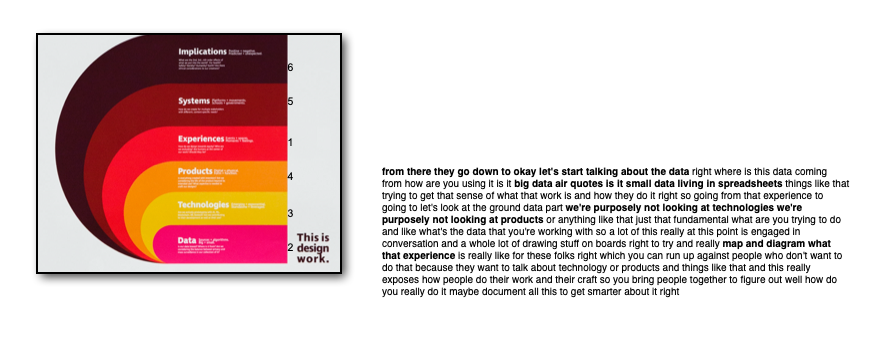 Implications
6
Systems
5
Experiences
1
Products
4
Technologies
3
Data
2
This is
design
work.
from there they go down to okay let's start talking about the data right where is this data coming
from how are you using it is it big data air quotes is it small data living in spreadsheets things like that
trying to get that sense of what that work is and how they do it right so going from that experience to
going to let's look at the ground data part we're purposely not looking at technologies we're
purposely not looking at products or anything like that just that fundamental what are you trying to do
and like what's the data that you're working with so a lot of this really at this point is engaged in
conversation and a whole lot of drawing stuff on boards right to try and really map and diagram what
that experience is really like for these folks right which you can run up against people who don't want to
do that because they want to talk about technology or products and things like that and this really
exposes how people do their work and their craft so you bring people together to figure out well how do
you really do it maybe document all this to get smarter about it right